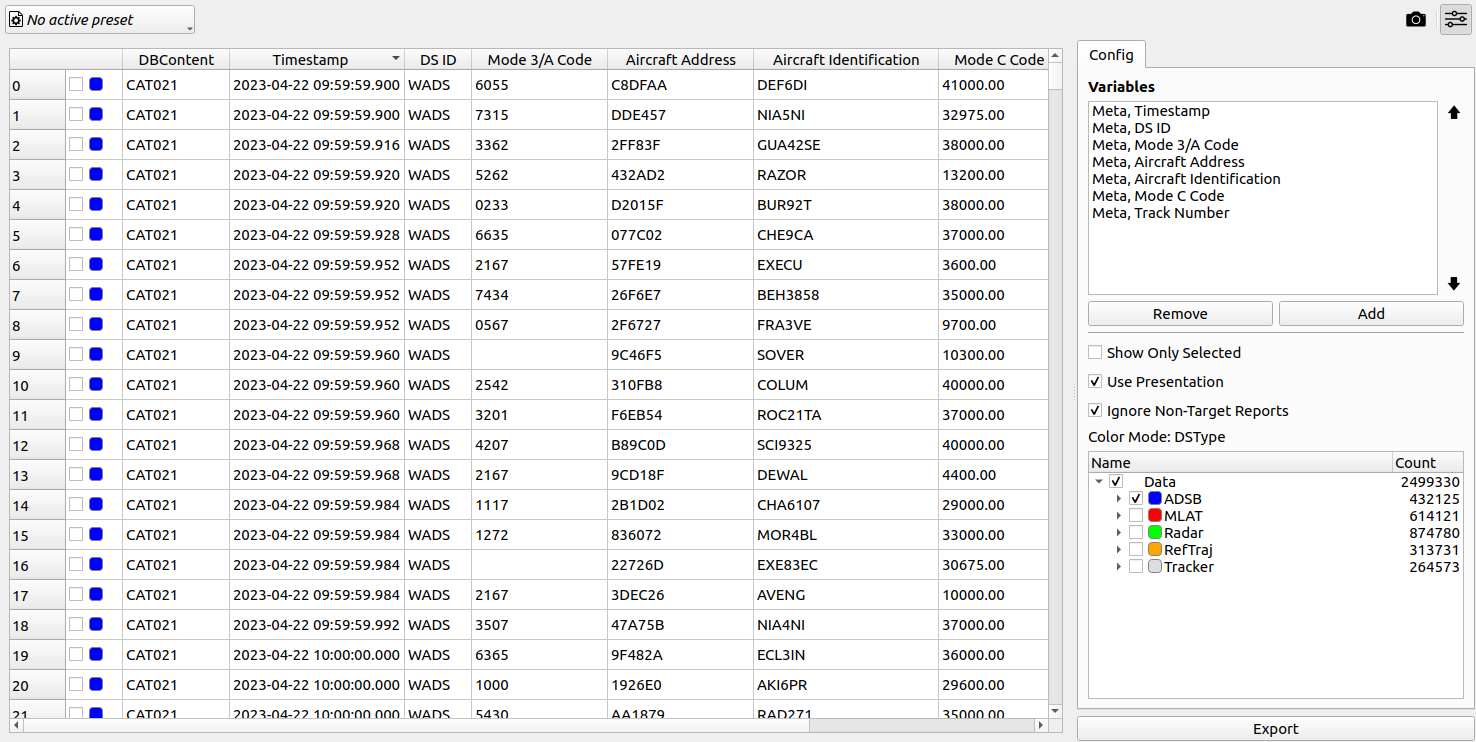 No active preset
DBContent Timestamp DS ID Mode 3/A Code Aircraft Address Aircraft Identification Mode C Code
0 CAT021 2023-04-22 09:59:59.900 WADS 6055 C8DFAA DEF6DI 41000.00
1 CAT021 2023-04-22 09:59:59.900 WADS 7315 DDE457 NIA5NI 32975.00
2 CAT021 2023-04-22 09:59:59.916 WADS 3362 2FF83F GUA42SE 38000.00
3 CAT021 2023-04-22 09:59:59.920 WADS 5262 432AD2 RAZOR 13200.00
4 CAT021 2023-04-22 09:59:59.920 WADS 0233 D2015F BUR92T 38000.00
5 CAT021 2023-04-22 09:59:59.928 WADS 6635 077C02 CHE9CA 37000.00
6 CAT021 2023-04-22 09:59:59.952 WADS 2167 57FE19 EXECU 3600.00
7 CAT021 2023-04-22 09:59:59.952 WADS 7434 26F6E7 BEH3858 35000.00
8 CAT021 2023-04-22 09:59:59.952 WADS 0567 2F6727 FRA3VE 9700.00
9 CAT021 2023-04-22 09:59:59.960 WADS 9C46F5 SOVER 10300.00
10 CAT021 2023-04-22 09:59:59.960 WADS 2542 310FB8 COLUM 40000.00
11 CAT021 2023-04-22 09:59:59.960 WADS 3201 F6EB54 ROC21TA 37000.00
12 CAT021 2023-04-22 09:59:59.968 WADS 4207 B89C0D SCI9325 40000.00
13 CAT021 2023-04-22 09:59:59.968 WADS 2167 9CD18F DEWAL 4400.00
14 CAT021 2023-04-22 09:59:59.984 WADS 1117 2B1D02 CHA6107 29000.00
15 CAT021 2023-04-22 09:59:59.984 WADS 1272 836072 MOR4BL 33000.00
16 CAT021 2023-04-22 09:59:59.984 WADS 22726D EXE83EC 30675.00
17 CAT021 2023-04-22 09:59:59.984 WADS 2167 3DEC26 AVENG 10000.00
18 CAT021 2023-04-22 09:59:59.992 WADS 3507 47A75B NIA4NI 37000.00
19 CAT021 2023-04-22 10:00:00.000 WADS 6365 9F482A ECL3IN 36000.00
20 CAT021 2023-04-22 10:00:00.000 WADS 1000 1926E0 AKI6PR 29600.00
21 CAT021 2023-04-22 10:00:00.000 WADS 5430 AA1879 RAD271 35000.00
Config
Variables
Meta, Timestamp
Meta, DS ID
Meta, Mode 3/A Code
Meta, Aircraft Address
Meta, Aircraft Identification
Meta, Mode C Code
Meta, Track Number
Remove Add
Show Only Selected
Use Presentation
Ignore Non-Target Reports
Color Mode: DSType
Name Count
Data 2499330
ADSB 432125
MLAT 614121
Radar 874780
RefTraj 313731
Tracker 264573
Export